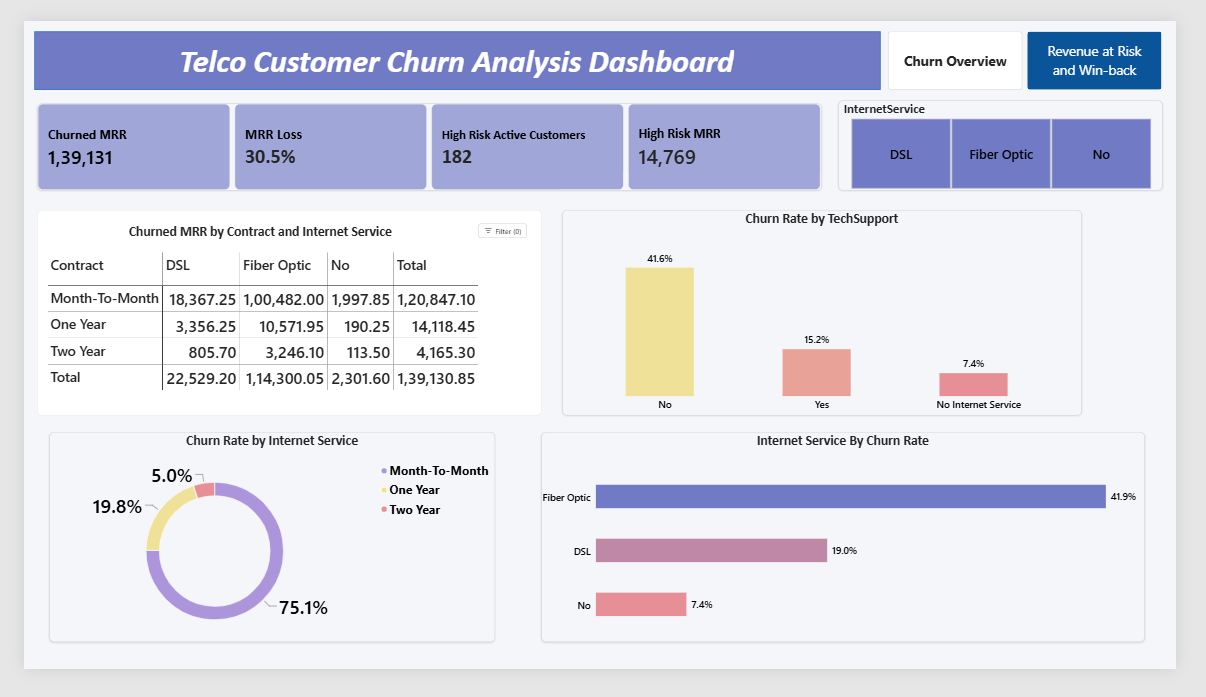 Telco Customer Churn Analysis Dashboard
Churn Overview
Revenue at Risk
and Win-back
Churned MRR
1,39,131
MRR Loss
30.5%
High Risk Active Customers
182
High Risk MRR
14,769
InternetService
DSL
Fiber Optic
No
Churned MRR by Contract and Internet Service
Filter (0)
Contract DSL Fiber Optic No Total
Month-To-Month 18,367.25 1,00,482.00 1,997.85 1,20,847.10
One Year 3,356.25 10,571.95 190.25 14,118.45
Two Year 805.70 3,246.10 113.50 4,165.30
Total 22,529.20 1,14,300.05 2,301.60 1,39,130.85
Churn Rate by TechSupport
41.6%
15.2%
7.4%
No
Yes
No Internet Service
Churn Rate by Internet Service
5.0%
19.8%
75.1%
Month-To-Month
One Year
Two Year
Internet Service By Churn Rate
Fiber Optic 41.9%
DSL 19.0%
No 7.4%